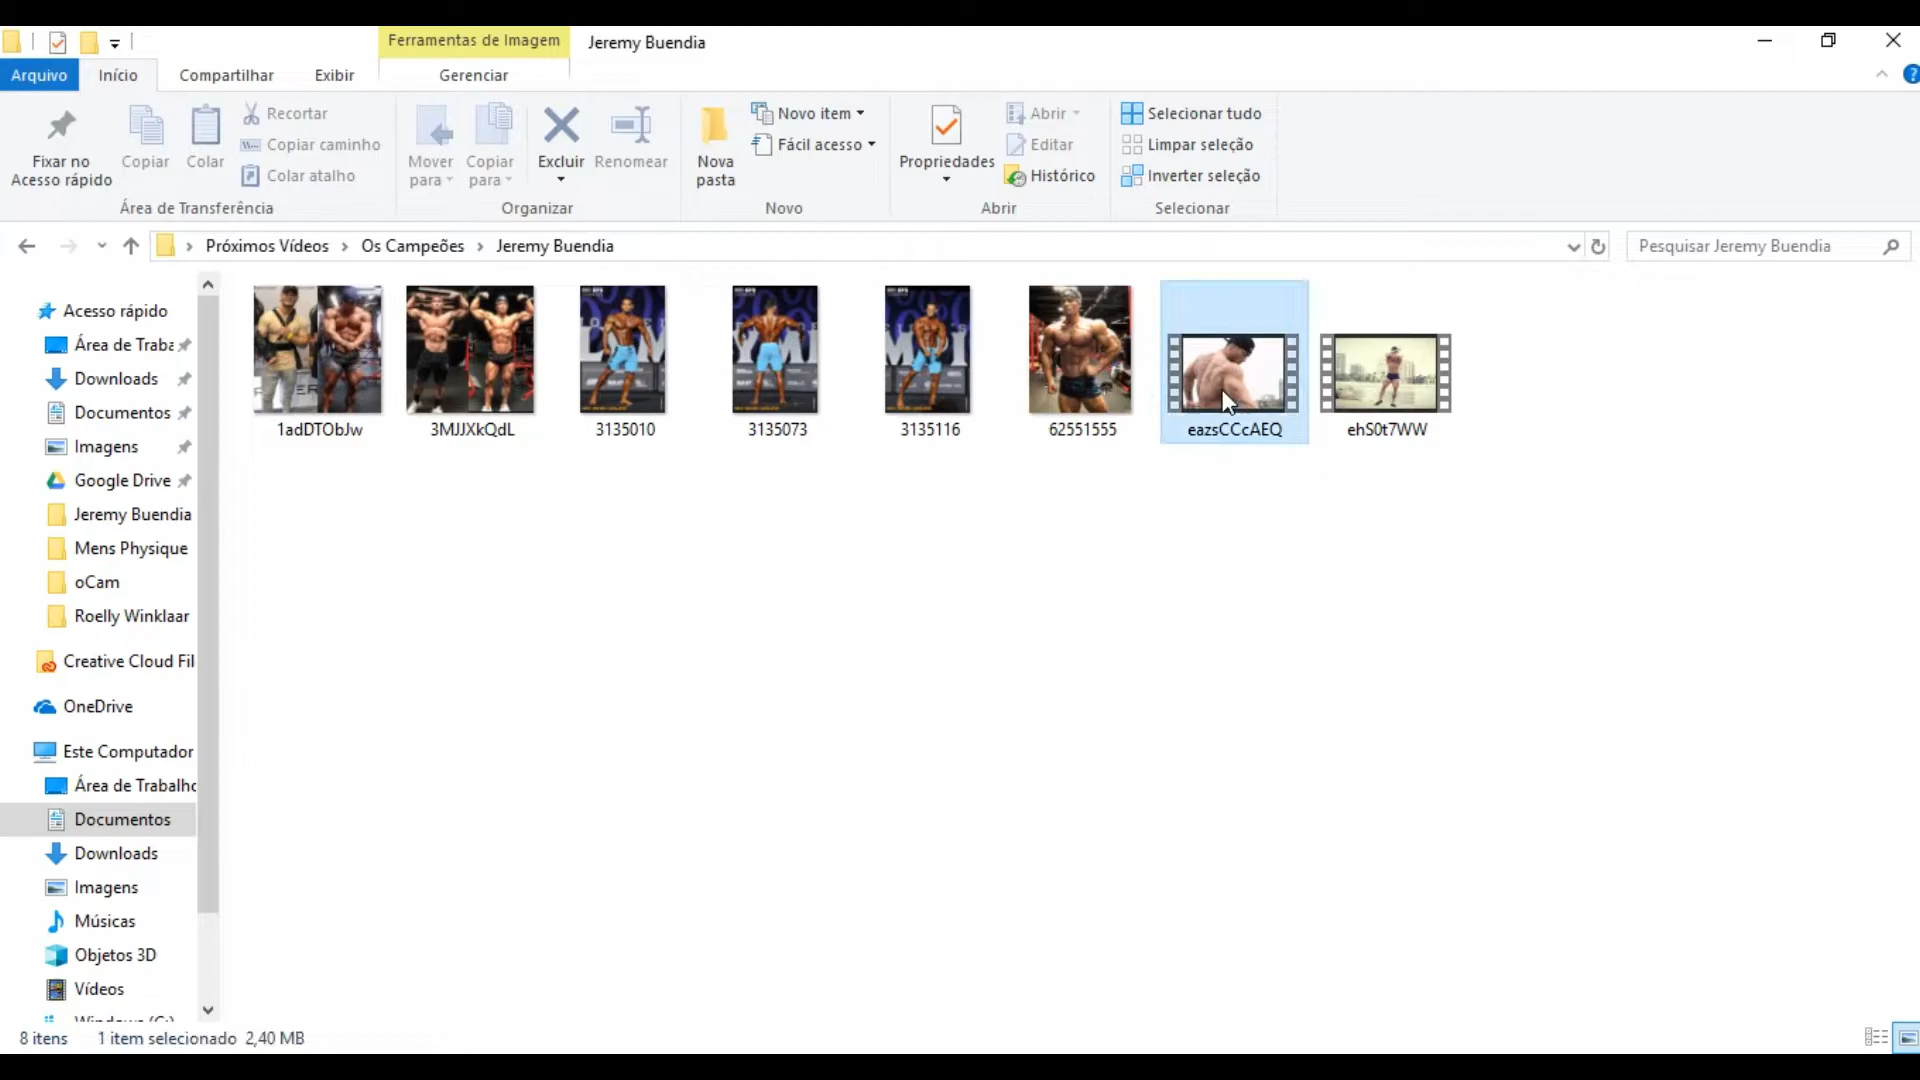 Ferramentas de Imagem
Jeremy Buendia
Arquivo
Início
Compartilhar
Exibir
Gerenciar
Fixar no
Acesso rápido
Copiar
Colar
Recortar
Copiar caminho
Colar atalho
Área de Transferência
Mover
para
Copiar
para
Excluir
Renomear
Organizar
Nova
pasta
Novo item
Fácil acesso
Novo
Propriedades
Abrir
Editar
Histórico
Abrir
Selecionar tudo
Limpar seleção
Inverter seleção
Selecionar
Próximos Vídeos > Os Campeões > Jeremy Buendia
Pesquisar Jeremy Buendia
Acesso rápido
Área de Traba
Downloads
Documentos
Imagens
Google Drive
Jeremy Buendia
Mens Physique
oCam
Roelly Winklaar
Creative Cloud Fil
OneDrive
Este Computador
Área de Trabalho
Documentos
Downloads
Imagens
Músicas
Objetos 3D
Vídeos
1adDTObJw
3MJJXkQdL
3135010
3135073
3135116
62551555
eazsCCcAEQ
ehS0t7WW
8 itens
1 item selecionado 2,40 MB